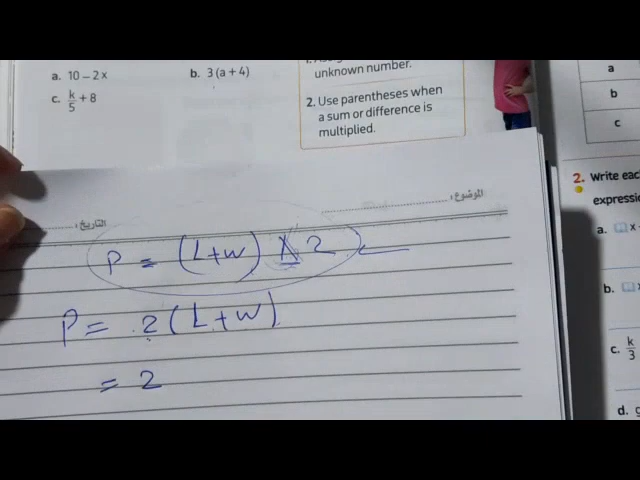 a. 10 – 2x
b. 3(a + 4)
c. k/5 + 8
unknown number.
2. Use parentheses when
a sum or difference is
multiplied.
a
b
c
2. Write each
expressio
a. x
b.
c. k/3
d. g
الموضوع:
التاريخ:
P = (L+W) X 2
P = 2(L+W)
= 2